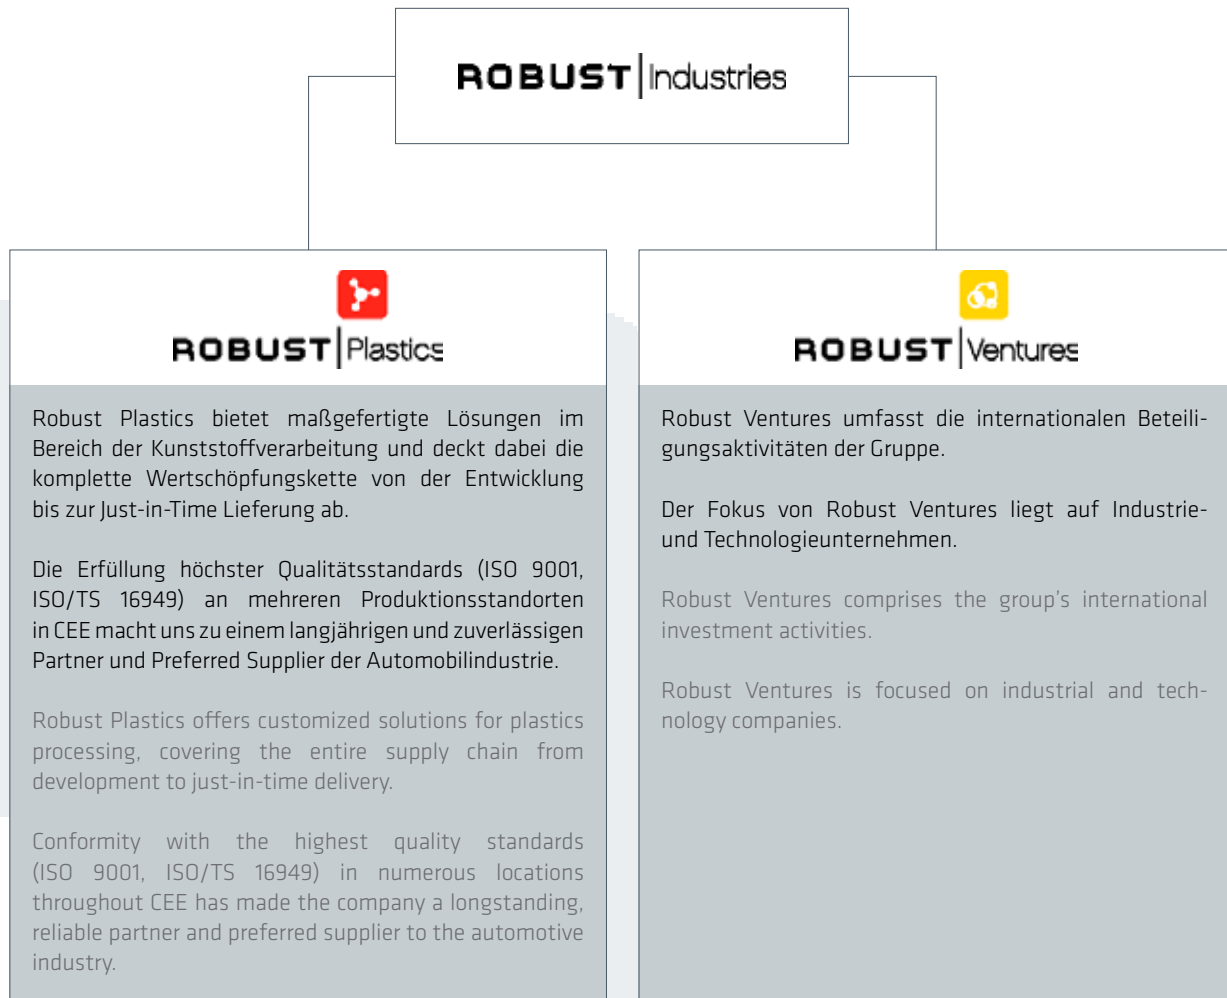 ROBUST Industries
ROBUST Plastics
Robust Plastics bietet maßgefertigte Lösungen im
Bereich der Kunststoffverarbeitung und deckt dabei die
komplette Wertschöpfungskette von der Entwicklung
bis zur Just-in-Time Lieferung ab.
Die Erfüllung höchster Qualitätsstandards (ISO 9001,
ISO/TS 16949) an mehreren Produktionsstandorten
in CEE macht uns zu einem langjährigen und zuverlässigen
Partner und Preferred Supplier der Automobilindustrie.
Robust Plastics offers customized solutions for plastics
processing, covering the entire supply chain from
development to just-in-time delivery.
Conformity with the highest quality standards
(ISO 9001, ISO/TS 16949) in numerous locations
throughout CEE has made the company a longstanding,
reliable partner and preferred supplier to the automotive
industry.
ROBUST Ventures
Robust Ventures umfasst die internationalen Beteili-
gungsaktivitäten der Gruppe.
Der Fokus von Robust Ventures liegt auf Industrie-
und Technologieunternehmen.
Robust Ventures comprises the group's international
investment activities.
Robust Ventures is focused on industrial and tech-
nology companies.